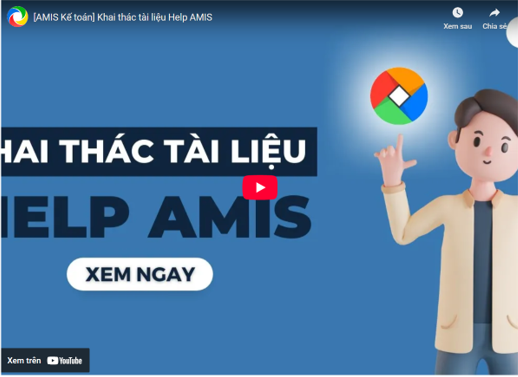 [AMIS Kế toán] Khai thác tài liệu Help AMIS
Xem sau
Chia sẻ
HAI THÁC TÀI LIỆU
HELP AMIS
XEM NGAY
Xem trên YouTube